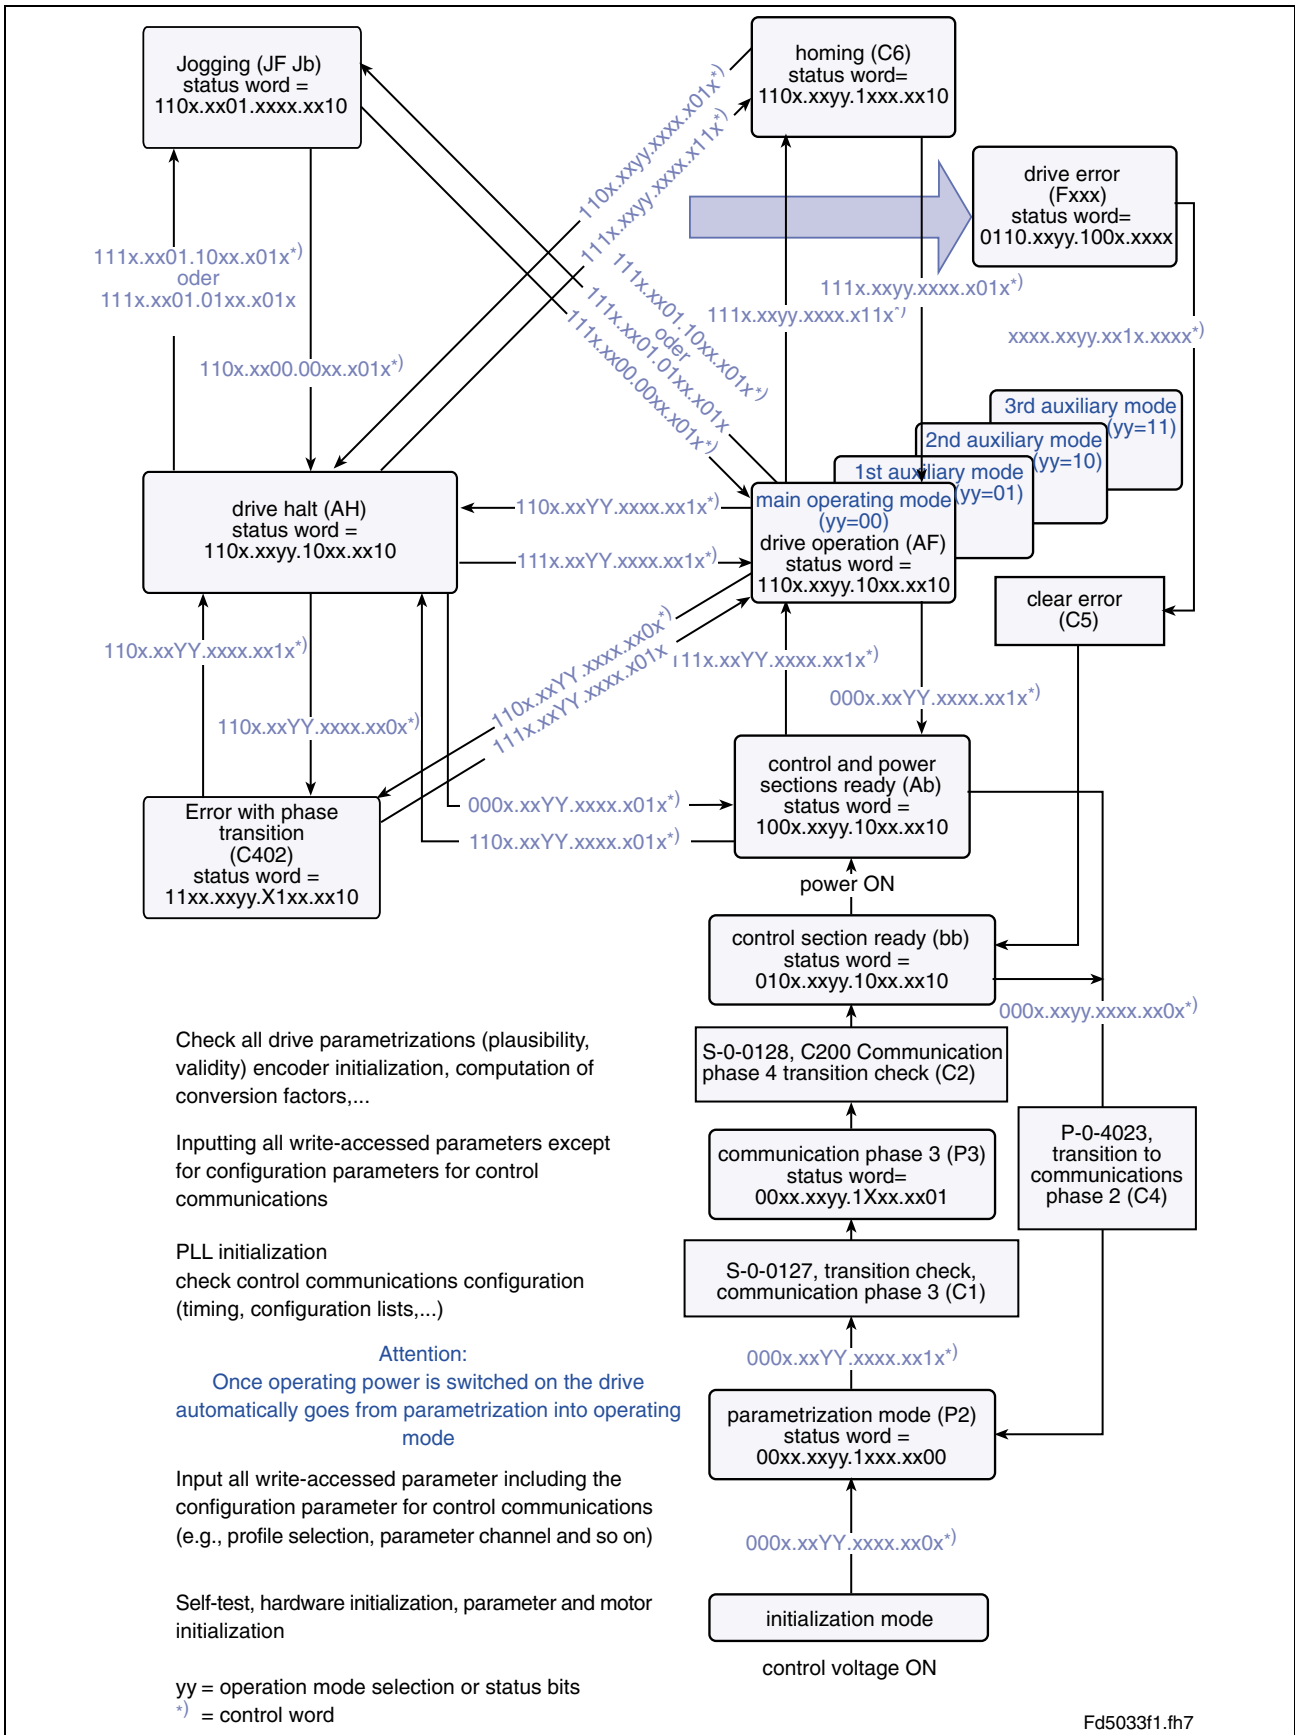 Jogging (JF Jb)
status word =
110x.xx01.xxxx.xx10
homing (C6)
status word=
110x.xxyy.1xxx.xx10
drive error
(Fxxx)
status word=
0110.xxyy.100x.xxxx
110x.xxyy.xxxx.x01x*)
111x.xxyy.xxxx.x11x*)
111x.xx01.10xx.x01x*)
oder
111x.xx01.01xx.x01x
110x.xx00.00xx.x01x*)
111x.xx01.10xx.x01x*)
oder
111x.xx01.01xx.x01x
111x.xx00.00xx.x01x*)
111x.xxyy.xxxx.x01x*)
111x.xxyy.xxxx.x11x*)
xxxx.xxyy.xx1x.xxxx*)
3rd auxiliary mode
(yy=11)
2nd auxiliary mode
(yy=10)
1st auxiliary mode
(yy=01)
main operating mode
(yy=00)
drive operation (AF)
status word =
110x.xxyy.10xx.xx10
drive halt (AH)
status word =
110x.xxyy.10xx.xx10
110x.xxYY.xxxx.xx1x*)
111x.xxYY.xxxx.xx1x*)
clear error
(C5)
110x.xxYY.xxxx.xx1x*)
110x.xxYY.xxxx.xx0x*)
110x.xxYY.xxxx.xx0x*)
111x.xxYY.xxxx.x01x
111x.xxYY.xxxx.xx1x*)
000x.xxYY.xxxx.xx1x*)
Error with phase
transition
(C402)
status word =
11xx.xxyy.X1xx.xx10
000x.xxYY.xxxx.x01x*)
110x.xxYY.xxxx.x01x*)
control and power
sections ready (Ab)
status word =
100x.xxyy.10xx.xx10
power ON
control section ready (bb)
status word =
010x.xxyy.10xx.xx10
000x.xxyy.xxxx.xx0x*)
Check all drive parametrizations (plausibility,
validity) encoder initialization, computation of
conversion factors,...
S-0-0128, C200 Communication
phase 4 transition check (C2)
Inputting all write-accessed parameters except
for configuration parameters for control
communications
communication phase 3 (P3)
status word=
00xx.xxyy.1Xxx.xx01
P-0-4023,
transition to
communications
phase 2 (C4)
PLL initialization
check control communications configuration
(timing, configuration lists,...)
S-0-0127, transition check,
communication phase 3 (C1)
Attention:
Once operating power is switched on the drive
automatically goes from parametrization into operating
mode
000x.xxYY.xxxx.xx1x*)
parametrization mode (P2)
status word =
00xx.xxyy.1xxx.xx00
Input all write-accessed parameter including the
configuration parameter for control communications
(e.g., profile selection, parameter channel and so on)
000x.xxYY.xxxx.xx0x*)
Self-test, hardware initialization, parameter and motor
initialization
initialization mode
control voltage ON
yy = operation mode selection or status bits
*) = control word
Fd5033f1.fh7